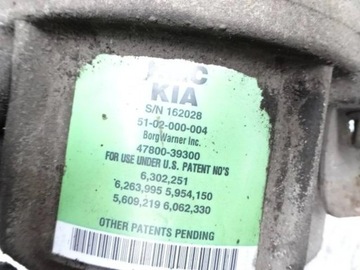 KIA
S/N 162028
51-02-000-004
BorgWarner Inc.
47800-39300
FOR USE UNDER U.S. PATENT NO'S
6,302,251
6,263,995 5,954,150
5,609,219 6,062,330
OTHER PATENTS PENDING